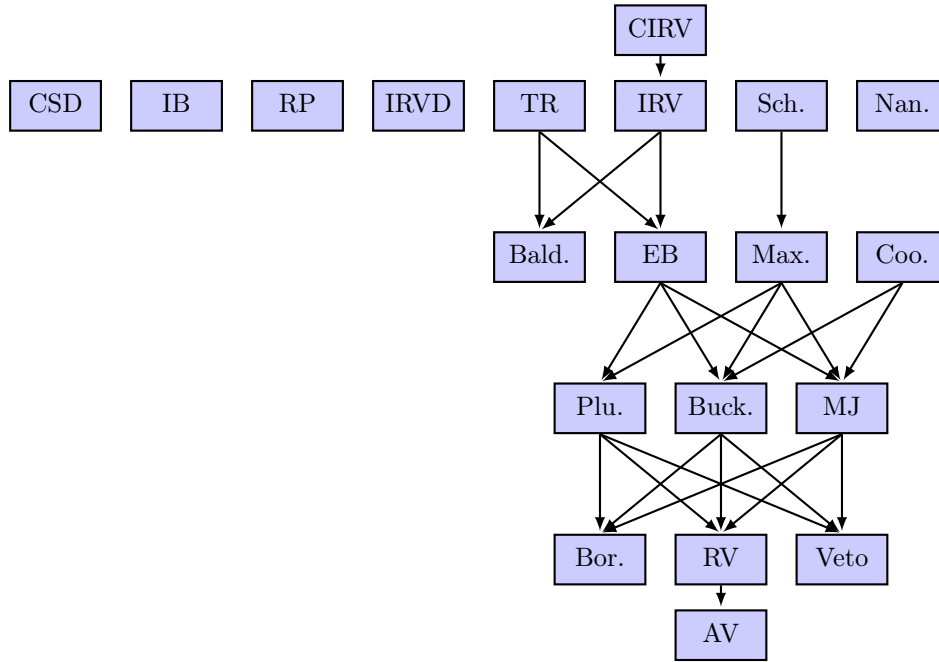 CIRV
CSD IB RP IRVD TR IRV Sch. Nan.
Bald. EB Max. Coo.
Plu. Buck. MJ
Bor. RV Veto
AV